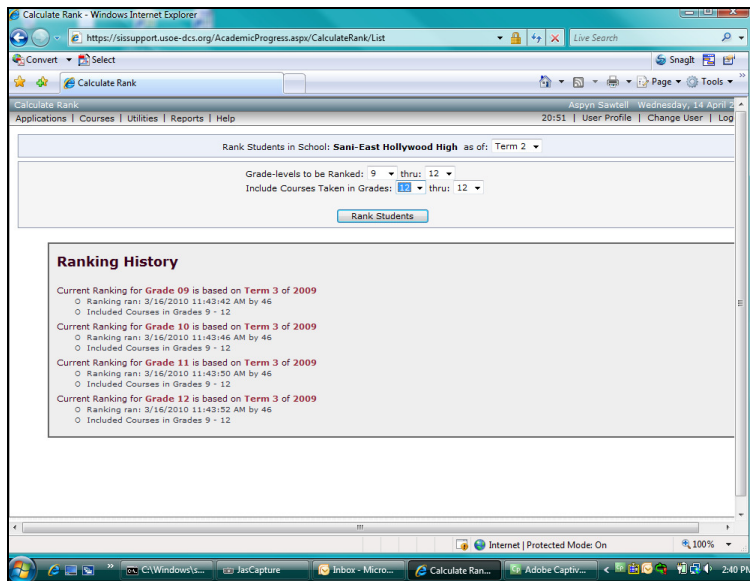 Calculate Rank - Windows Internet Explorer
https://sissupport.usoe-dcs.org/AcademicProgress.aspx/CalculateRank/List
Live Search
Convert Select
SnagIt
Calculate Rank
Page Tools
Calculate Rank Aspyn Sawtell Wednesday, 14 April 2
Applications | Courses | Utilities | Reports | Help 20:51 | User Profile | Change User | Log
Rank Students in School: Sani-East Hollywood High as of: Term 2
Grade-levels to be Ranked: 9 thru: 12
Include Courses Taken in Grades: 12 thru: 12
Rank Students
Ranking History
Current Ranking for Grade 09 is based on Term 3 of 2009
Ranking ran: 3/16/2010 11:43:42 AM by 46
Included Courses in Grades 9 - 12
Current Ranking for Grade 10 is based on Term 3 of 2009
Ranking ran: 3/16/2010 11:43:46 AM by 46
Included Courses in Grades 9 - 12
Current Ranking for Grade 11 is based on Term 3 of 2009
Ranking ran: 3/16/2010 11:43:50 AM by 46
Included Courses in Grades 9 - 12
Current Ranking for Grade 12 is based on Term 3 of 2009
Ranking ran: 3/16/2010 11:43:52 AM by 46
Included Courses in Grades 9 - 12
Internet | Protected Mode: On 100%
C:\Windows\s... JasCapture Inbox - Micro... Calculate Ran... Adobe Captiv... 2:40 P